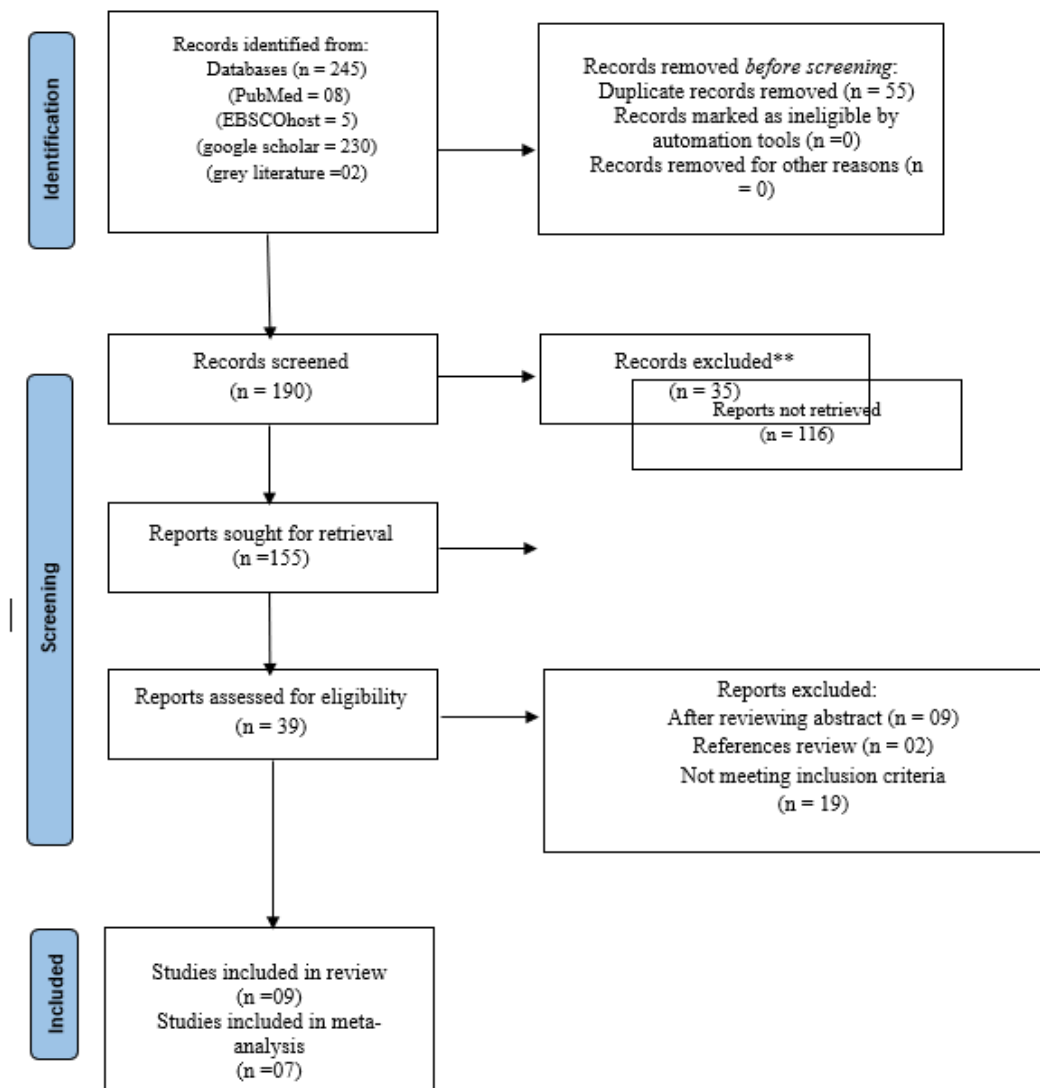 Identification
Records identified from:
Databases (n = 245)
(PubMed = 08)
(EBSCOhost = 5)
(google scholar = 230)
(grey literature =02)
Records removed before screening:
Duplicate records removed (n = 55)
Records marked as ineligible by
automation tools (n =0)
Records removed for other reasons (n
= 0)
Screening
Records screened
(n = 190)
Records excluded**
(n = 35)
Reports not retrieved
(n = 116)
Reports sought for retrieval
(n =155)
Reports assessed for eligibility
(n = 39)
Reports excluded:
After reviewing abstract (n = 09)
References review (n = 02)
Not meeting inclusion criteria
(n = 19)
Included
Studies included in review
(n =09)
Studies included in meta-
analysis
(n =07)